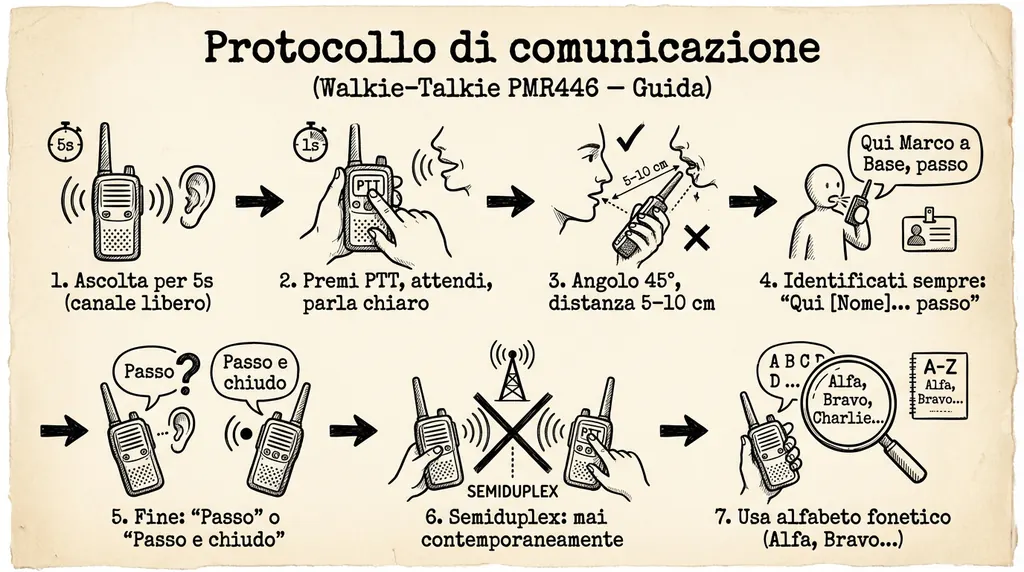 Protocollo di comunicazione
(Walkie-Talkie PMR446 – Guida)
5s
1. Ascolta per 5s
(canale libero)
1s
PTT
2. Premi PTT, attendi,
parla chiaro
5-10 cm
3. Angolo 45°,
distanza 5-10 cm
Qui Marco a
Base, passo
4. Identificati sempre:
“Qui [Nome]... passo”
Passo?
Passo e
chiudo
5. Fine: “Passo” o
“Passo e chiudo”
SEMIDUPLEX
6. Semiduplex: mai
contemporaneamente
A B C D
D...
Alfa,
Bravo,
Charlie...
A-Z
Alfa,
Bravo...
7. Usa alfabeto fonetico
(Alfa, Bravo...)